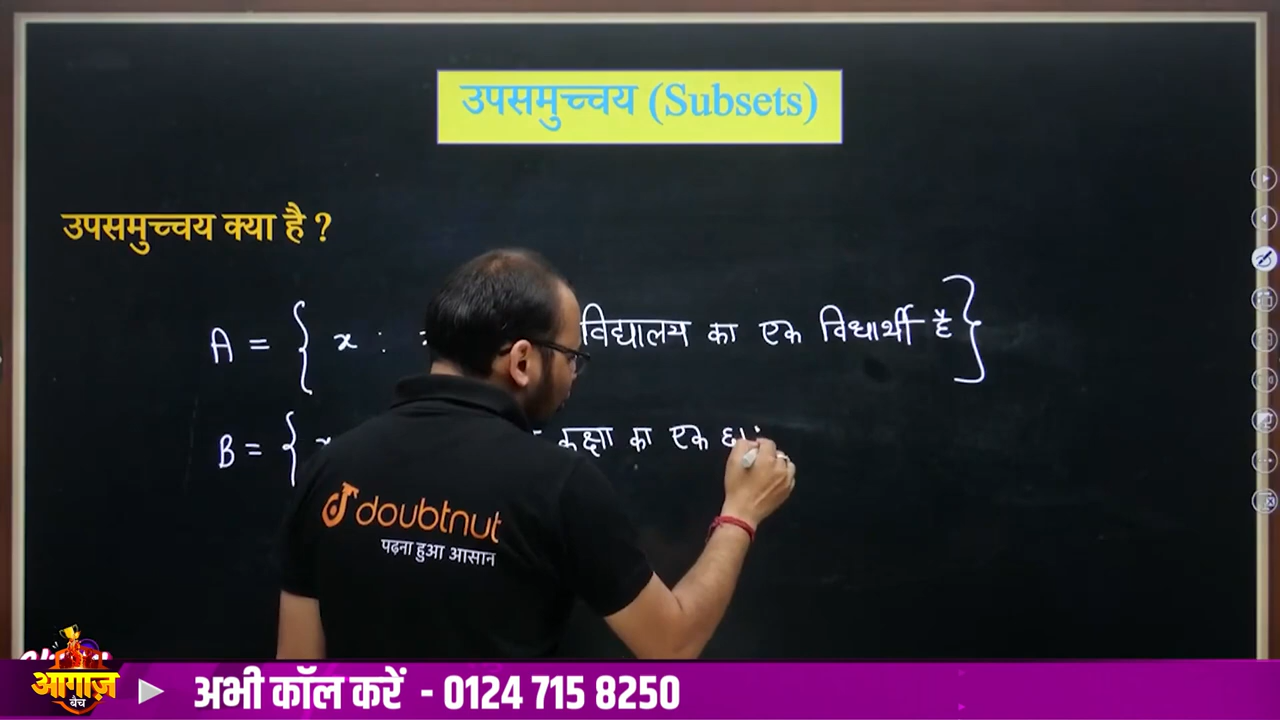 उपसमुच्चय (Subsets)
उपसमुच्चय क्या है ?
A = { x : विद्यालय का एक विद्यार्थी है }
B = { कक्षा का एक
doubtnut
पढ़ना हुआ आसान
आगाज़
बैच
अभी कॉल करें - 0124 715 8250